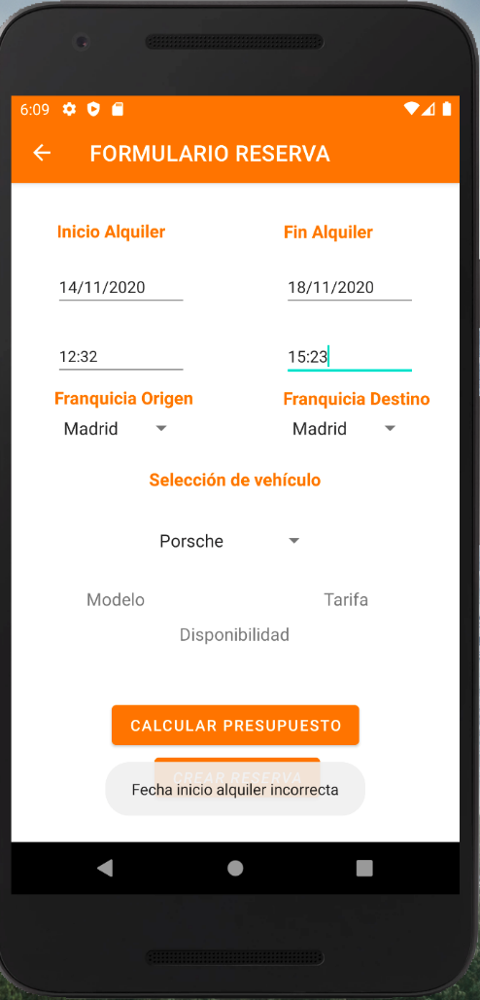 6:09
FORMULARIO RESERVA
Inicio Alquiler Fin Alquiler
14/11/2020 18/11/2020
12:32 15:23
Franquicia Origen Franquicia Destino
Madrid Madrid
Selección de vehículo
Porsche
Modelo Tarifa
Disponibilidad
CALCULAR PRESUPUESTO
CREAR RESERVA
Fecha inicio alquiler incorrecta